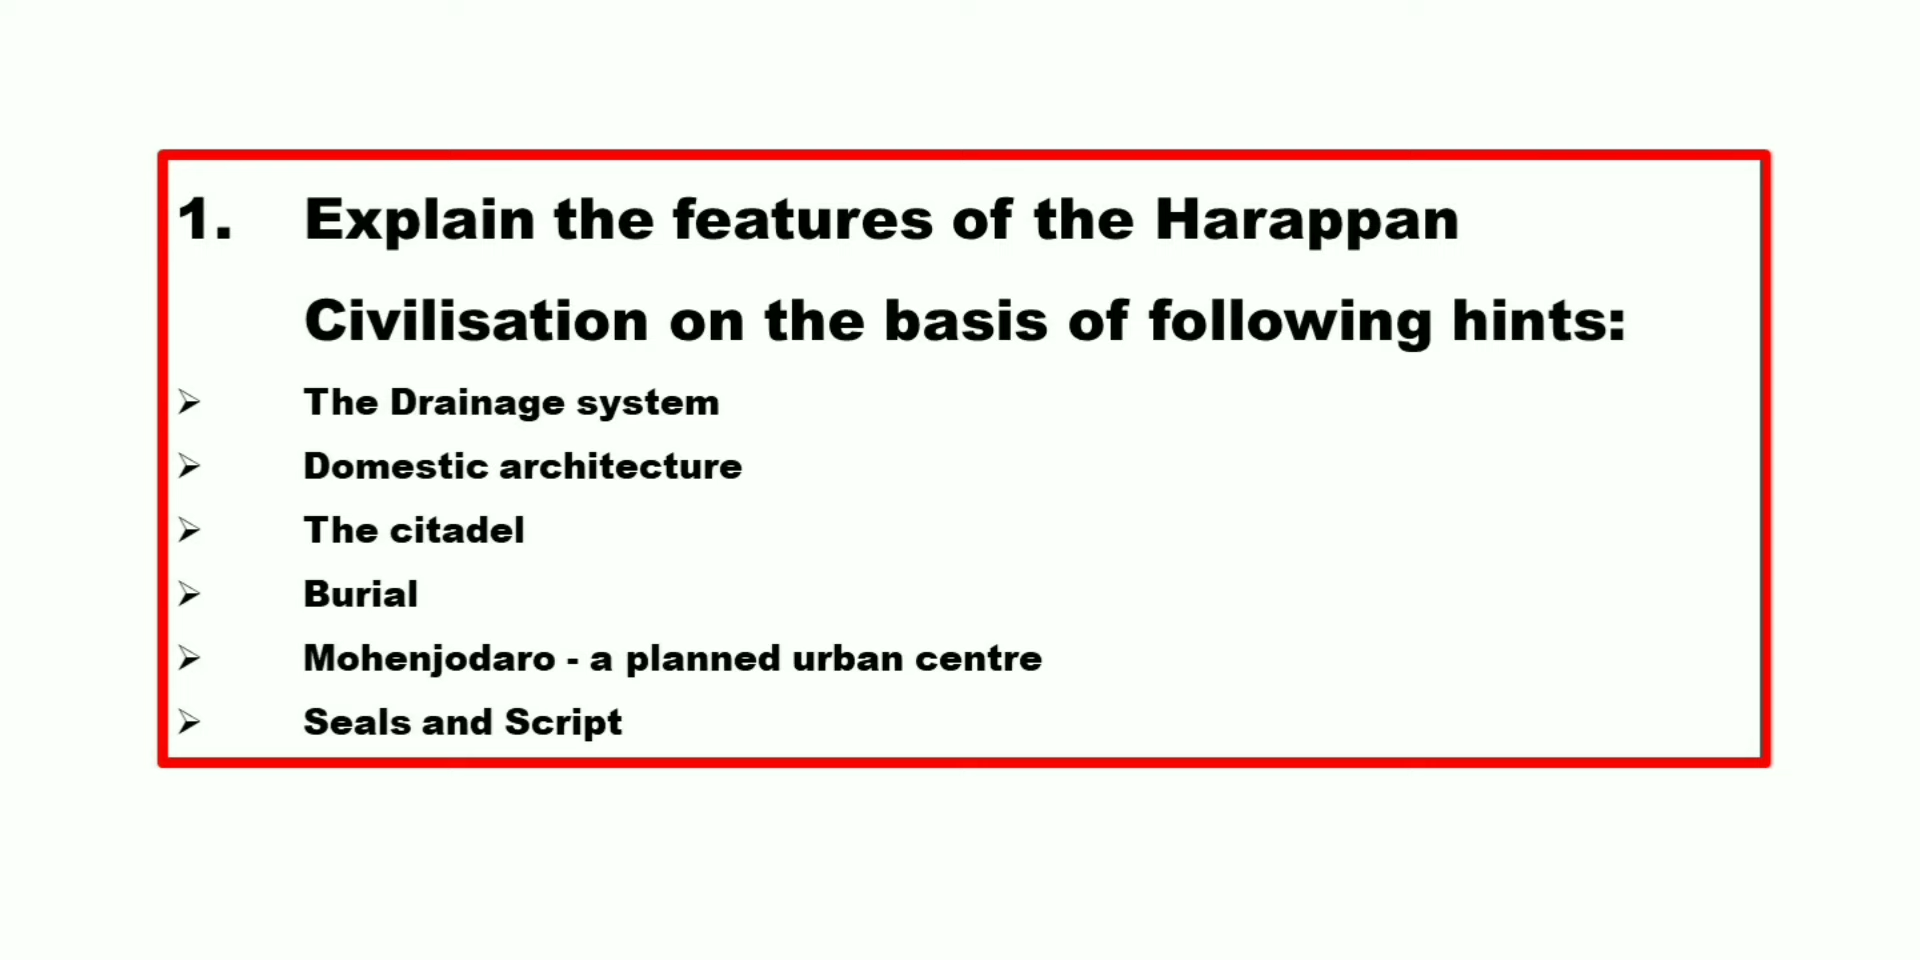 1. Explain the features of the Harappan
Civilisation on the basis of following hints:
➢ The Drainage system
➢ Domestic architecture
➢ The citadel
➢ Burial
➢ Mohenjodaro - a planned urban centre
➢ Seals and Script